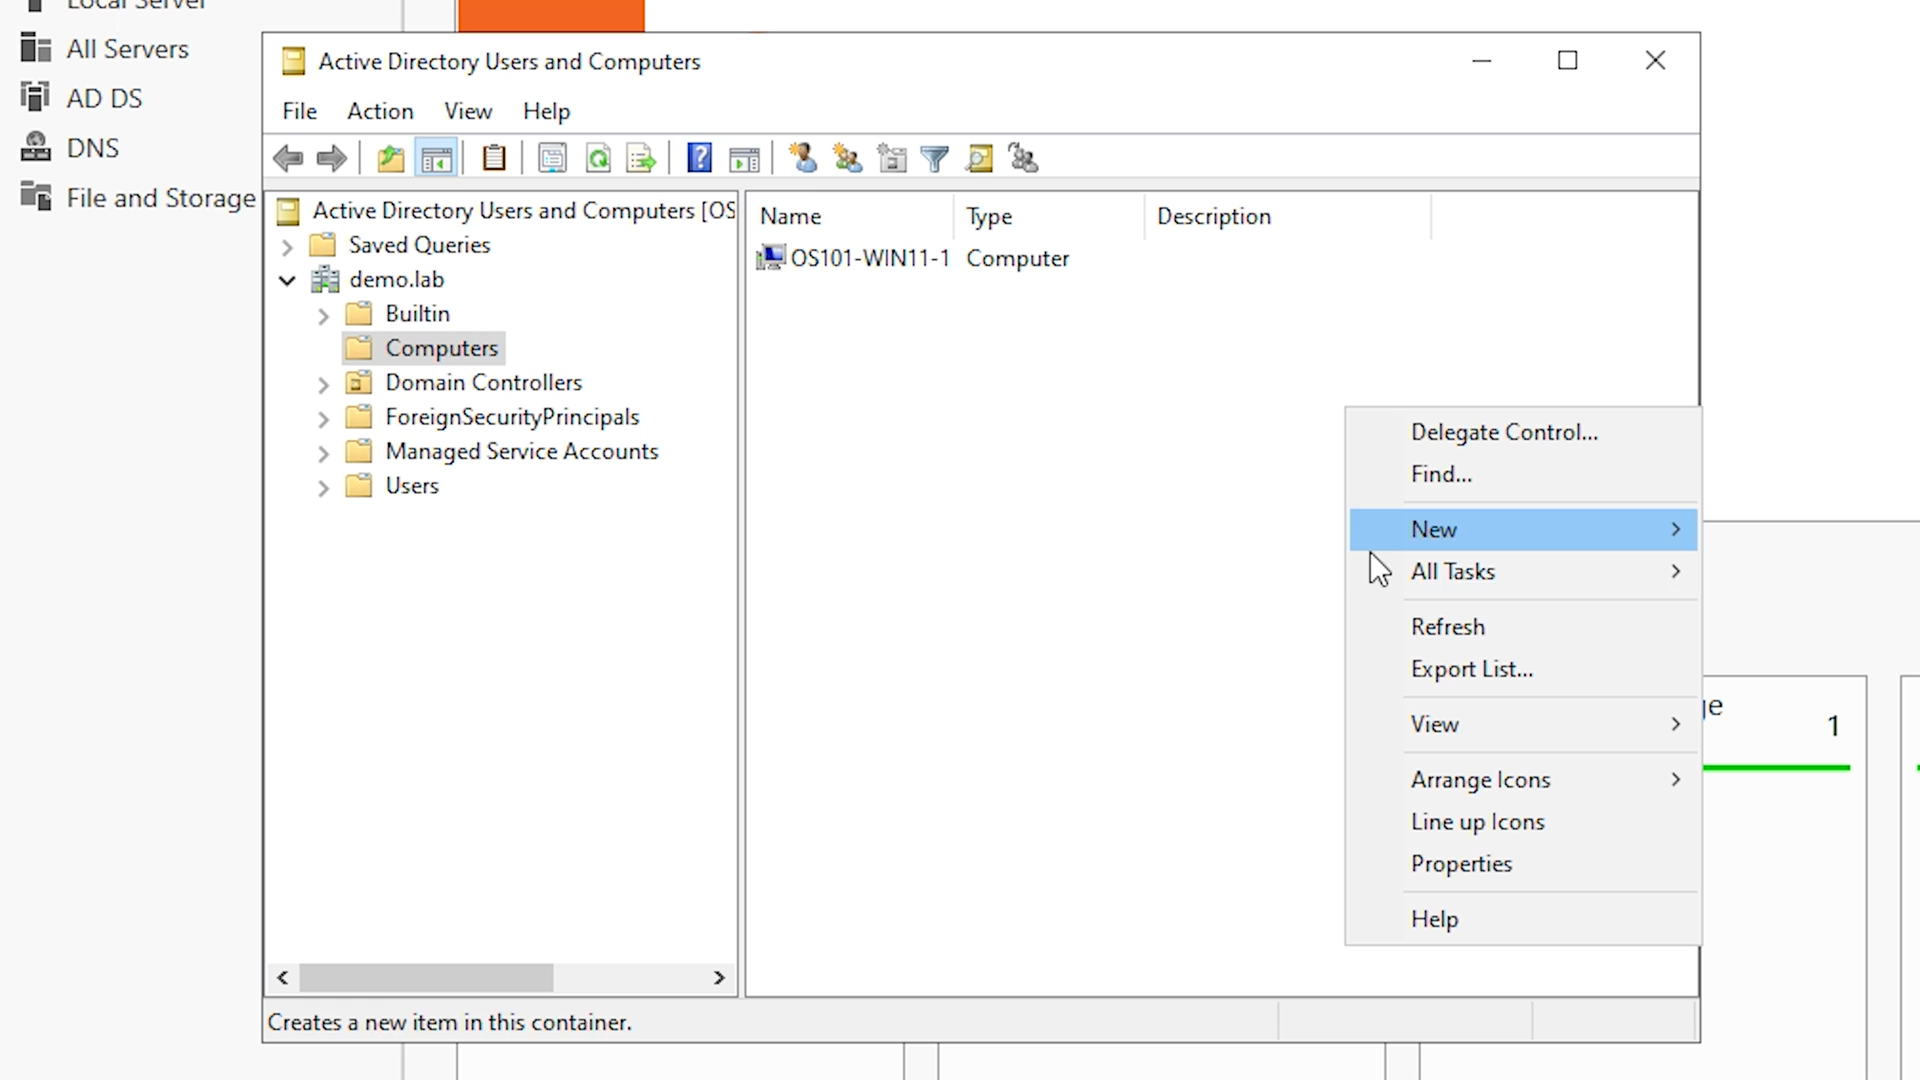 Local Server
All Servers
AD DS
DNS
File and Storage
Active Directory Users and Computers
File Action View Help
Active Directory Users and Computers [OS
Saved Queries
demo.lab
Builtin
Computers
Domain Controllers
ForeignSecurityPrincipals
Managed Service Accounts
Users
Name Type Description
OS101-WIN11-1 Computer
Delegate Control...
Find...
New
All Tasks
Refresh
Export List...
View
Arrange Icons
Line up Icons
Properties
Help
1
Creates a new item in this container.